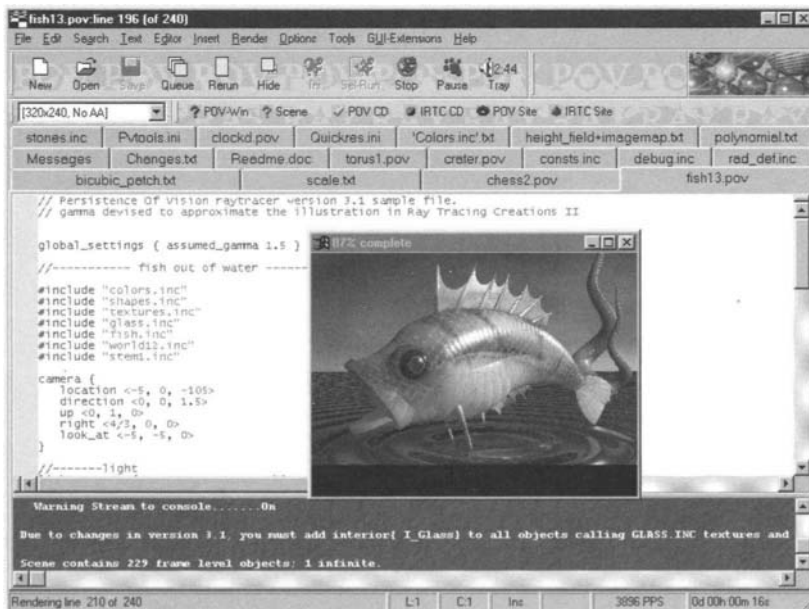 fish13.pov:line 196 (of 240)
File Edit Search Text Editor Insert Render Options Tools GUI-Extensions Help
New Open Save Queue Rerun Hide Ini Sel-Run Stop Pause Tray
2:44
[320x240, No AA] POV-Win Scene POV CD IRTC CD POV Site IRTC Site
stones.inc Pvtools.ini clockd.pov Quickres.ini 'Colors.inc'.txt height_field+imagemap.txt polynomial.txt
Messages Changes.txt Readme.doc torus1.pov crater.pov consts.inc debug.inc rad_def.inc
bicubic_patch.txt scale.txt chess2.pov fish13.pov
// Persistence Of Vision raytracer version 3.1 sample file.
// gamma devised to approximate the illustration in Ray Tracing Creations II
global_settings { assumed_gamma 1.5 }
87% complete
//----------- fish out of water ------
#include "colors.inc"
#include "shapes.inc"
#include "textures.inc"
#include "glass.inc"
#include "fish.inc"
#include "world12.inc"
#include "stem1.inc"
camera {
location <-5, 0, -105>
direction <0, 0, 1.5>
up <0, 1, 0>
right <4/3, 0, 0>
look_at <-5, -5, 0>
}
//-------light
Warning Stream to console.......On
Due to changes in version 3.1, you must add interior{ I_Glass} to all objects calling GLASS.INC textures and
Scene contains 229 frame level objects; 1 infinite.
Rendering line 210 of 240 L:1 C:1 Ins 3896 PPS 0d 00h 00m 16s